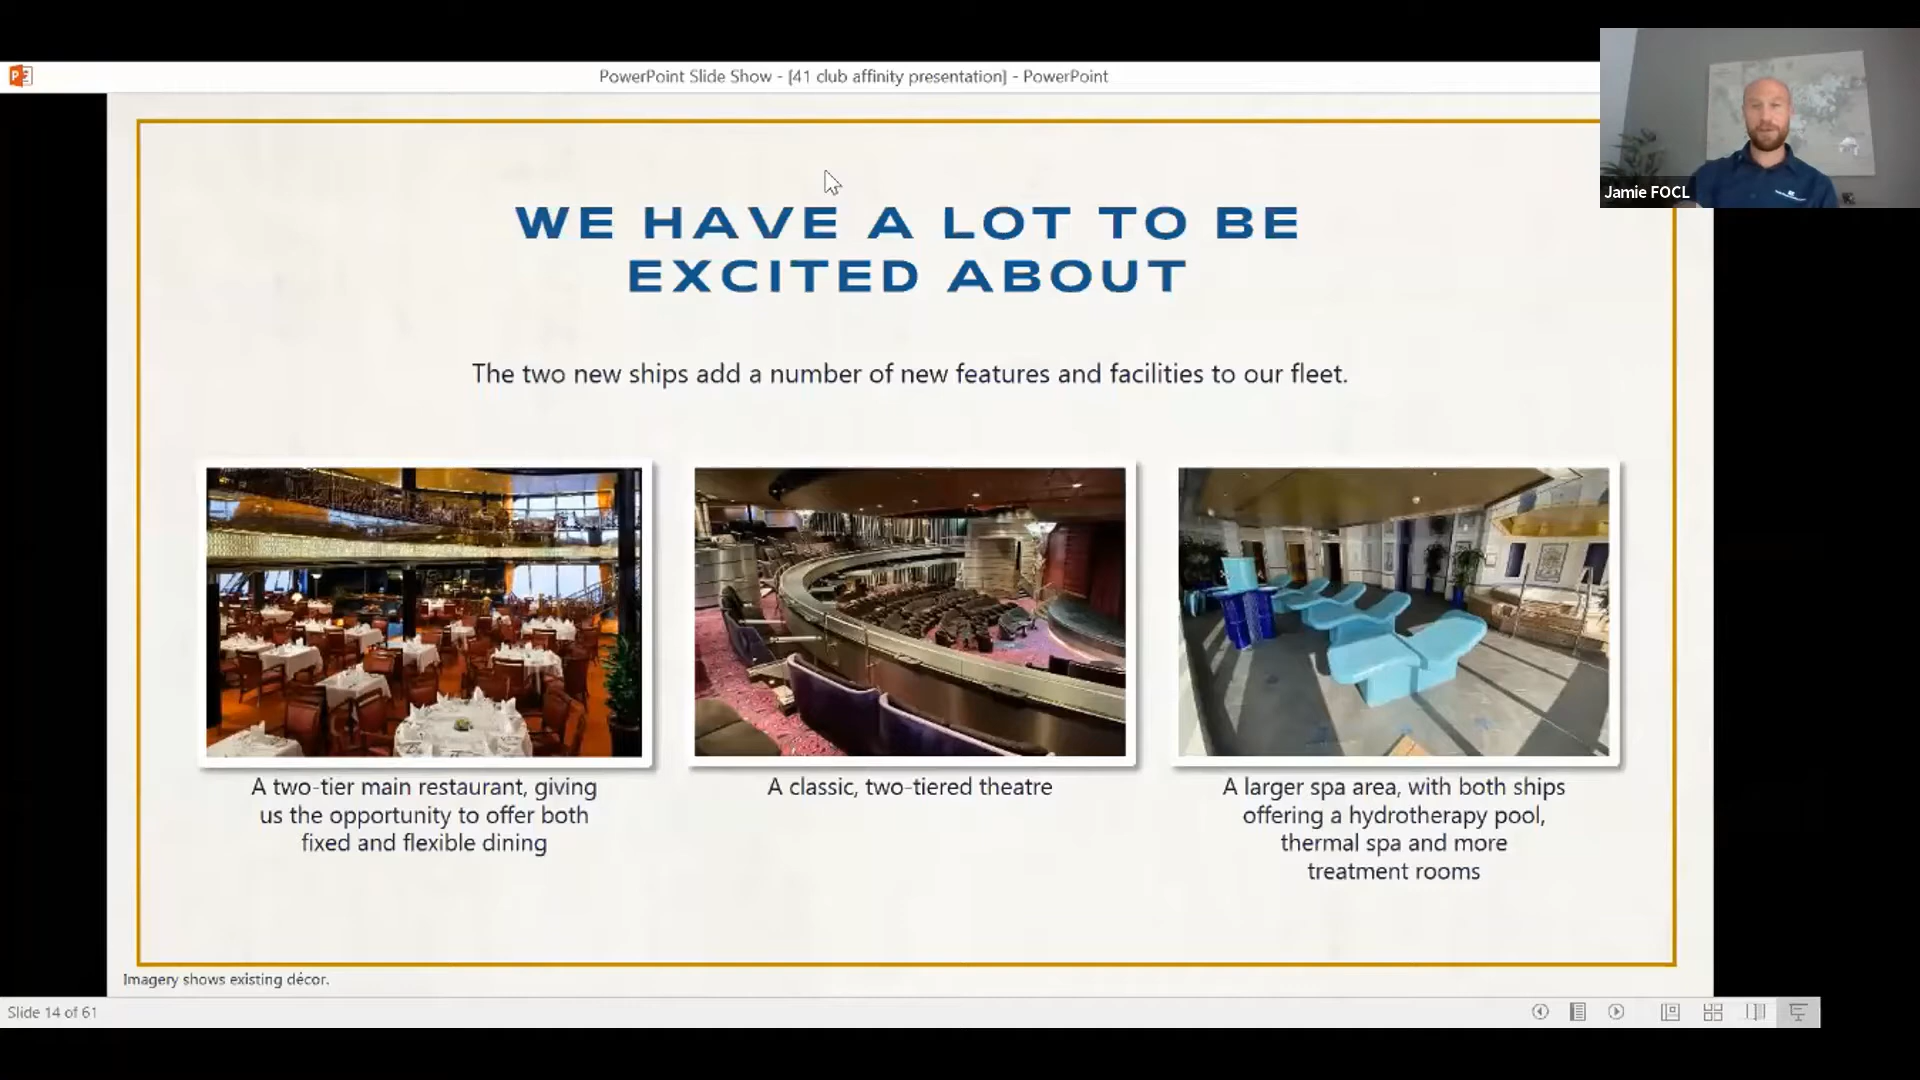 PowerPoint Slide Show - [41 club affinity presentation] - PowerPoint
Jamie FOCL
WE HAVE A LOT TO BE
EXCITED ABOUT
The two new ships add a number of new features and facilities to our fleet.
A two-tier main restaurant, giving
us the opportunity to offer both
fixed and flexible dining
A classic, two-tiered theatre
A larger spa area, with both ships
offering a hydrotherapy pool,
thermal spa and more
treatment rooms
Imagery shows existing décor.
Slide 14 of 61